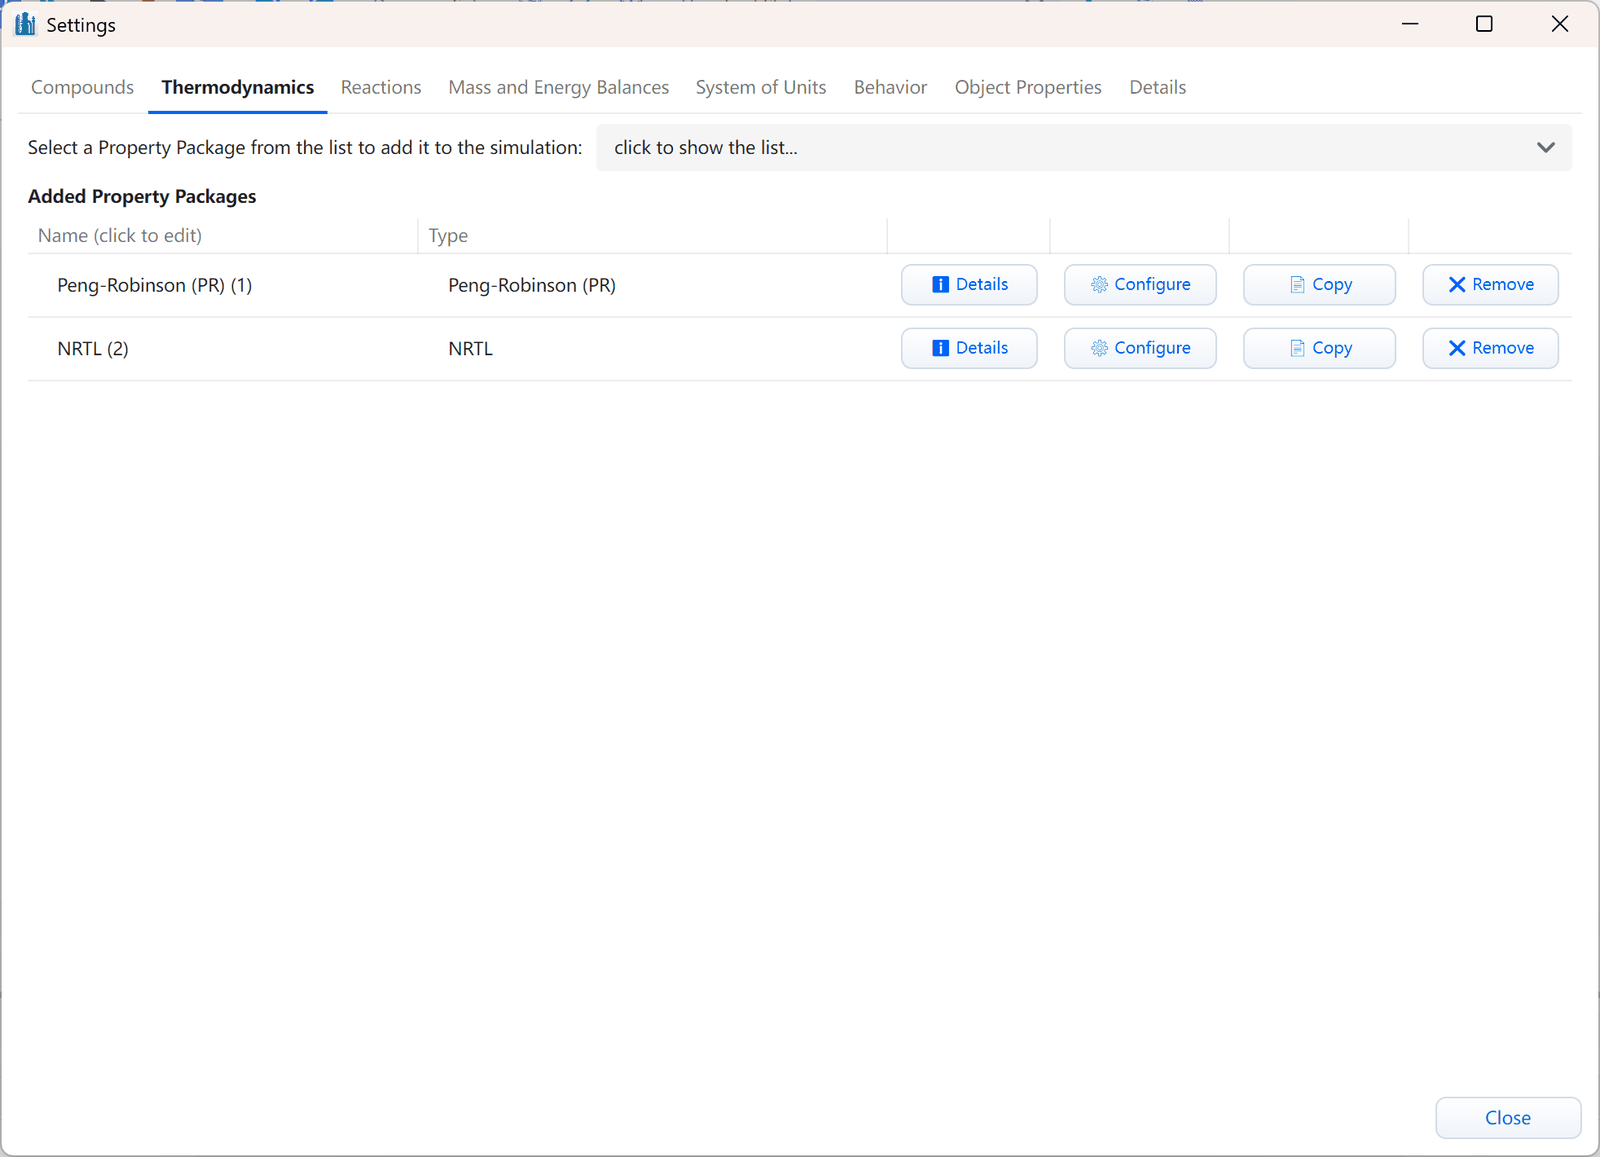 Settings
Compounds Thermodynamics Reactions Mass and Energy Balances System of Units Behavior Object Properties Details
Select a Property Package from the list to add it to the simulation: click to show the list...
Added Property Packages
Name (click to edit) Type
Peng-Robinson (PR) (1) Peng-Robinson (PR) Details Configure Copy Remove
NRTL (2) NRTL Details Configure Copy Remove
Close